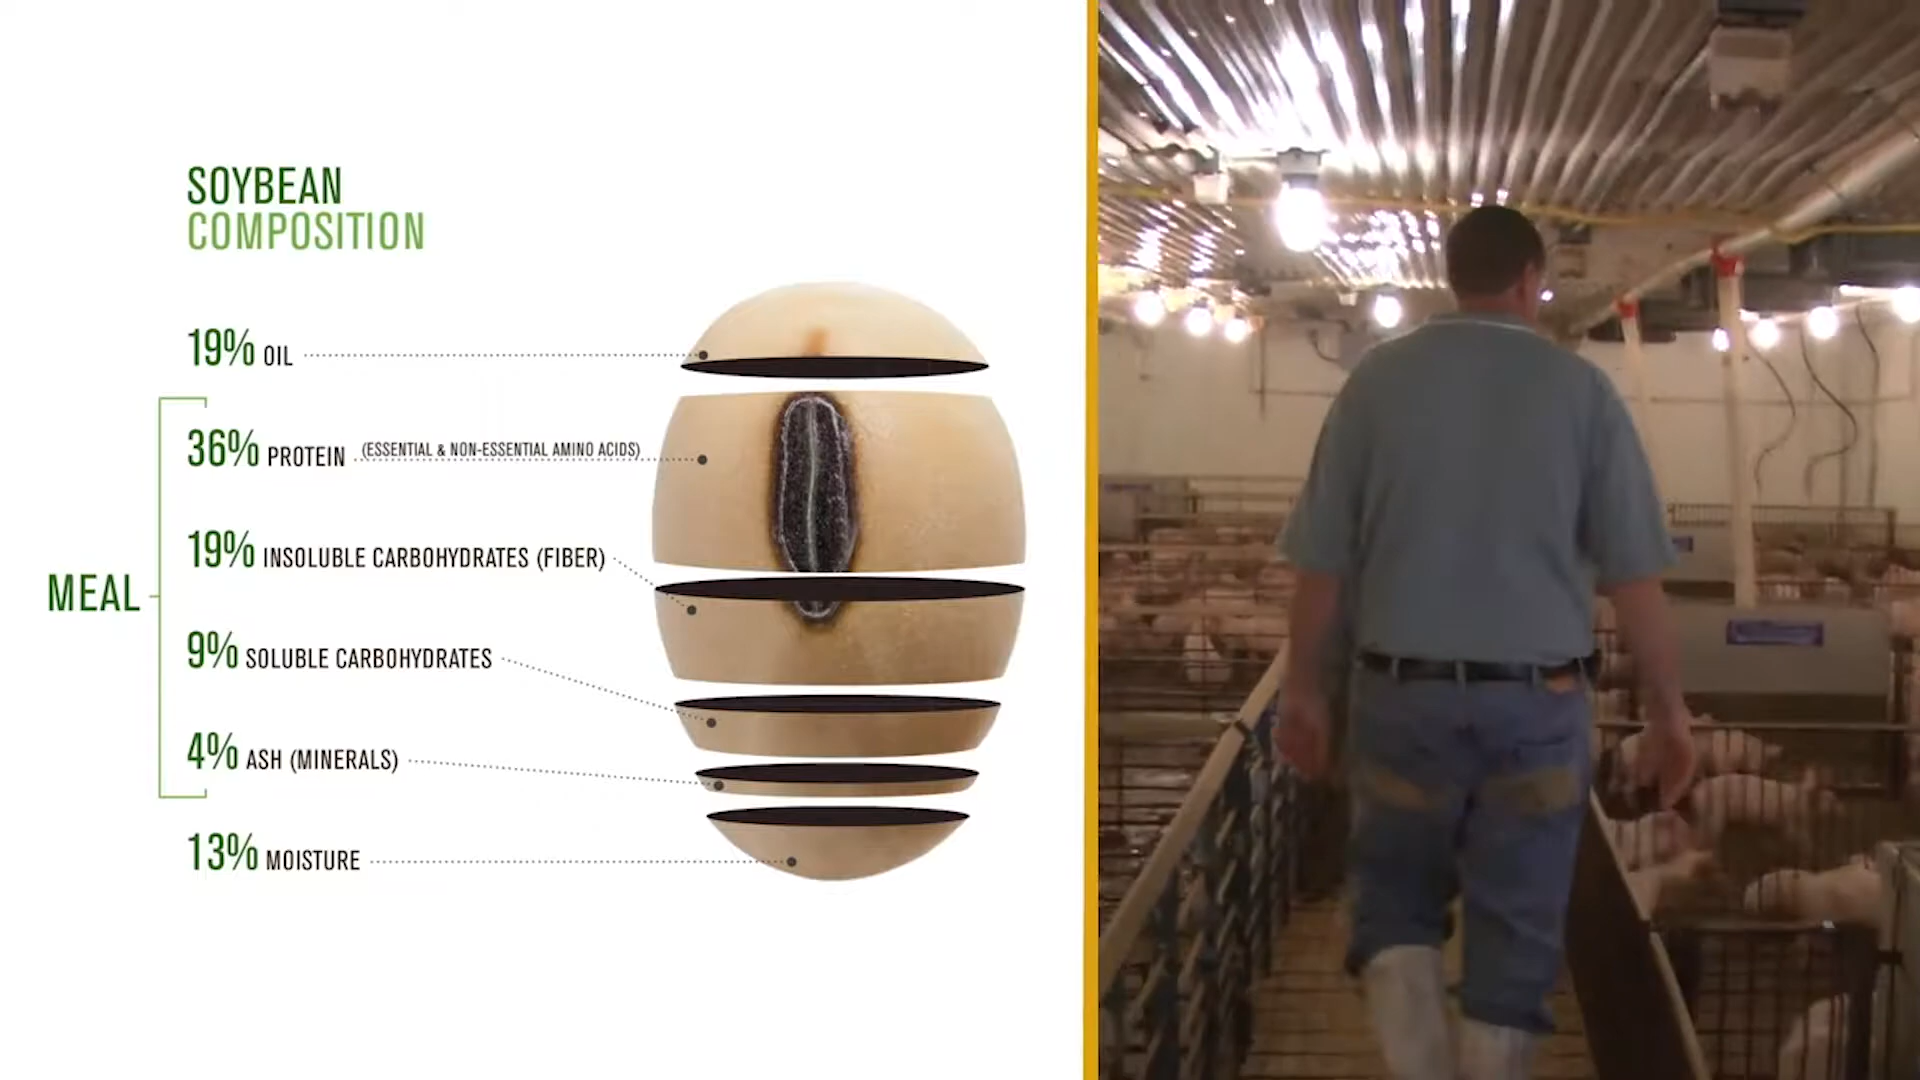 SOYBEAN
COMPOSITION
19% OIL
36% PROTEIN (ESSENTIAL & NON-ESSENTIAL AMINO ACIDS)
19% INSOLUBLE CARBOHYDRATES (FIBER)
MEAL
9% SOLUBLE CARBOHYDRATES
4% ASH (MINERALS)
13% MOISTURE